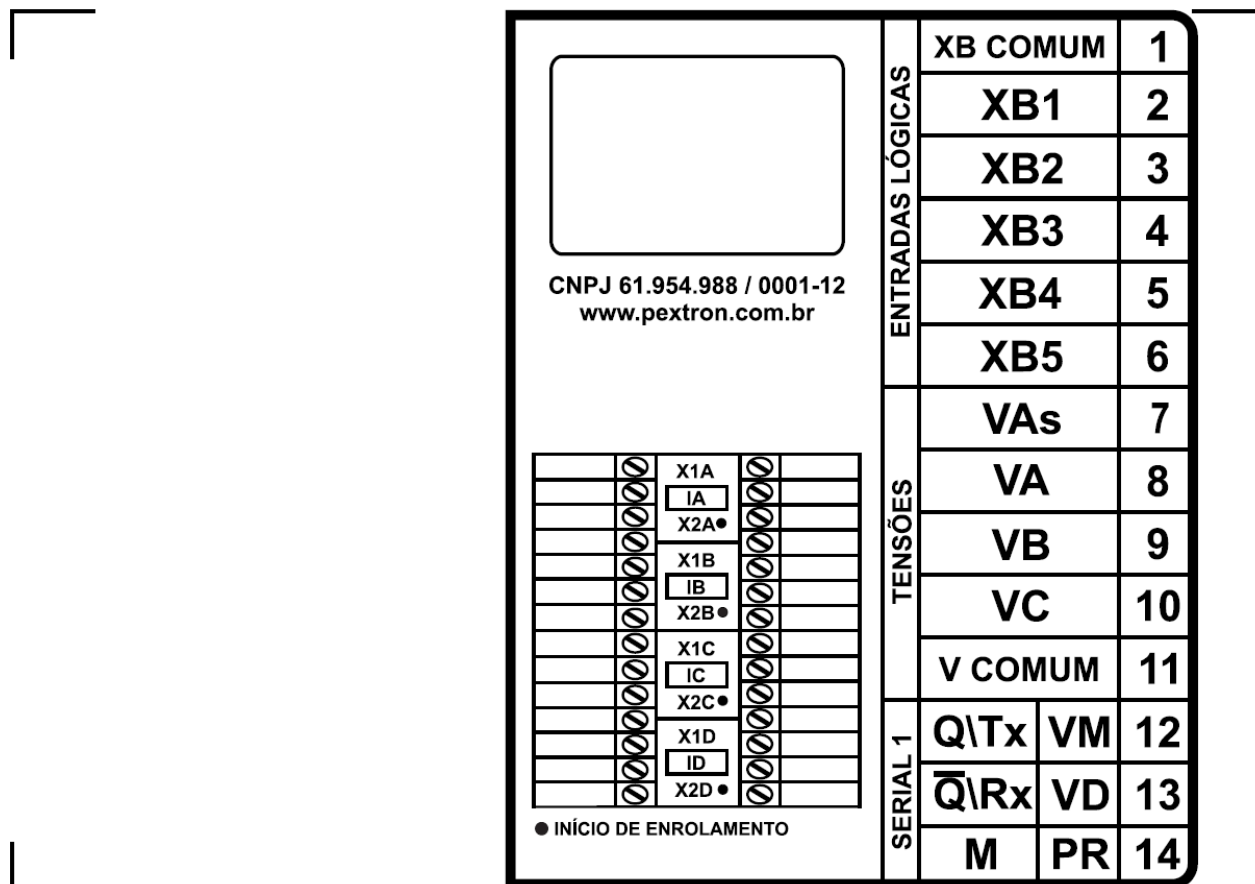 CNPJ 61.954.988 / 0001-12
www.pextron.com.br
X1A
IA
X2A
X1B
IB
X2B
X1C
IC
X2C
X1D
ID
X2D
INÍCIO DE ENROLAMENTO
ENTRADAS LÓGICAS
XB COMUM 1
XB1 2
XB2 3
XB3 4
XB4 5
XB5 6
TENSÕES
VAs 7
VA 8
VB 9
VC 10
V COMUM 11
SERIAL 1
Q\Tx VM 12
Q̅\Rx VD 13
M PR 14